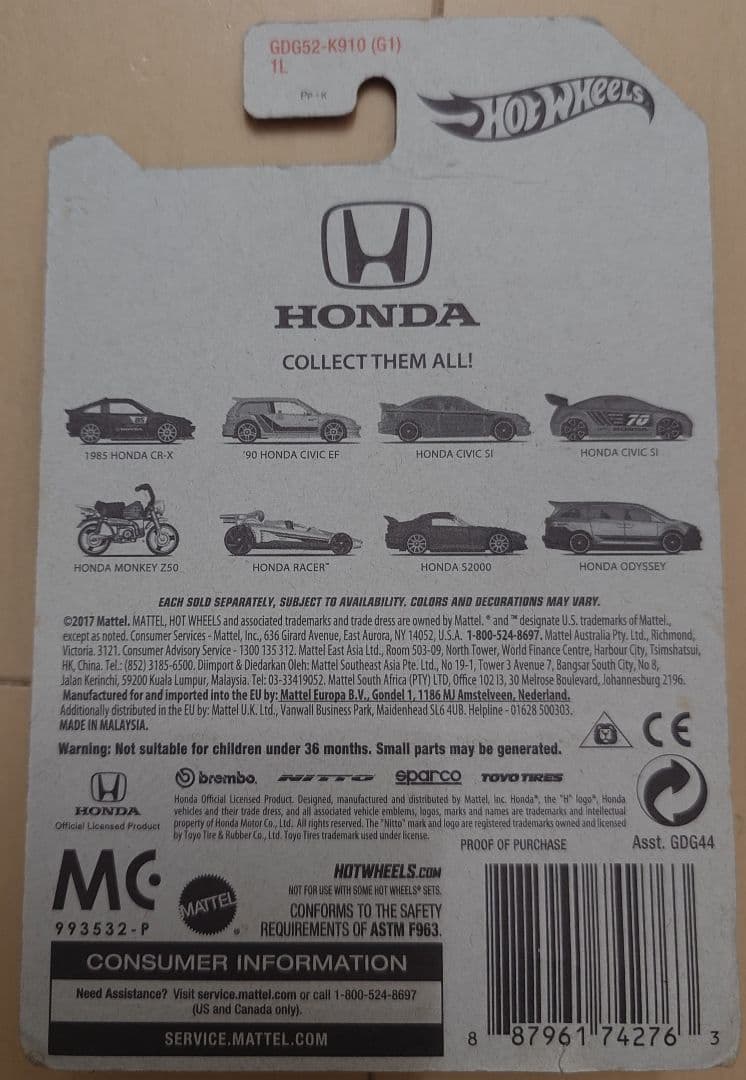 GDG52-K910 (G1)
1L
Pp-K
HOT WHEELS
HONDA
COLLECT THEM ALL!
1985 HONDA CR-X
'90 HONDA CIVIC EF
HONDA CIVIC SI
HONDA CIVIC SI
70
HONDA MONKEY Z50
HONDA RACER™
HONDA S2000
HONDA ODYSSEY
EACH SOLD SEPARATELY, SUBJECT TO AVAILABILITY. COLORS AND DECORATIONS MAY VARY.
©2017 Mattel. MATTEL, HOT WHEELS and associated trademarks and trade dress are owned by Mattel. ® and ™ designate U.S. trademarks of Mattel.,
except as noted. Consumer Services - Mattel, Inc., 636 Girard Avenue, East Aurora, NY 14052, U.S.A. 1-800-524-8697. Mattel Australia Pty. Ltd., Richmond,
Victoria. 3121. Consumer Advisory Service - 1300 135 312. Mattel East Asia Ltd., Room 503-09, North Tower, World Finance Centre, Harbour City, Tsimshatsui,
HK, China. Tel.: (852) 3185-6500. Diimport & Diedarkan Oleh: Mattel Southeast Asia Pte. Ltd., No 19-1, Tower 3 Avenue 7, Bangsar South City, No 8,
Jalan Kerinchi, 59200 Kuala Lumpur, Malaysia. Tel: 03-33419052. Mattel South Africa (PTY) LTD, Office 102 I3, 30 Melrose Boulevard, Johannesburg 2196.
Manufactured for and imported into the EU by: Mattel Europa B.V., Gondel 1, 1186 MJ Amstelveen, Nederland.
Additionally distributed in the EU by: Mattel U.K. Ltd., Vanwall Business Park, Maidenhead SL6 4UB. Helpline - 01628 500303.
MADE IN MALAYSIA.
CE
Warning: Not suitable for children under 36 months. Small parts may be generated.
brembo. NITTO sparco TOYO TIRES
HONDA
Official Licensed Product
Honda Official Licensed Product. Designed, manufactured and distributed by Mattel, Inc. Honda®, the "H" logo®, Honda
vehicles and their trade dress, and all associated vehicle emblems, logos, marks and names are trademarks and intellectual
property of Honda Motor Co., Ltd. All rights reserved. The "Nitto" mark and logo are registered trademarks owned and licensed
by Toyo Tire & Rubber Co., Ltd. Toyo Tires trademark used under license.
PROOF OF PURCHASE
Asst. GDG44
MC
993532-P
MATTEL®
HOTWHEELS.COM
NOT FOR USE WITH SOME HOT WHEELS® SETS.
CONFORMS TO THE SAFETY
REQUIREMENTS OF ASTM F963.
CONSUMER INFORMATION
Need Assistance? Visit service.mattel.com or call 1-800-524-8697
(US and Canada only).
SERVICE.MATTEL.COM
8 87961 74276 3